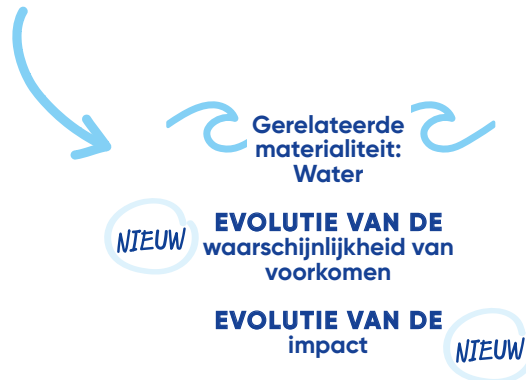 Gerelateerde
materialiteit:
Water
NIEUW
EVOLUTIE VAN DE
waarschijnlijkheid van
voorkomen
EVOLUTIE VAN DE
impact
NIEUW